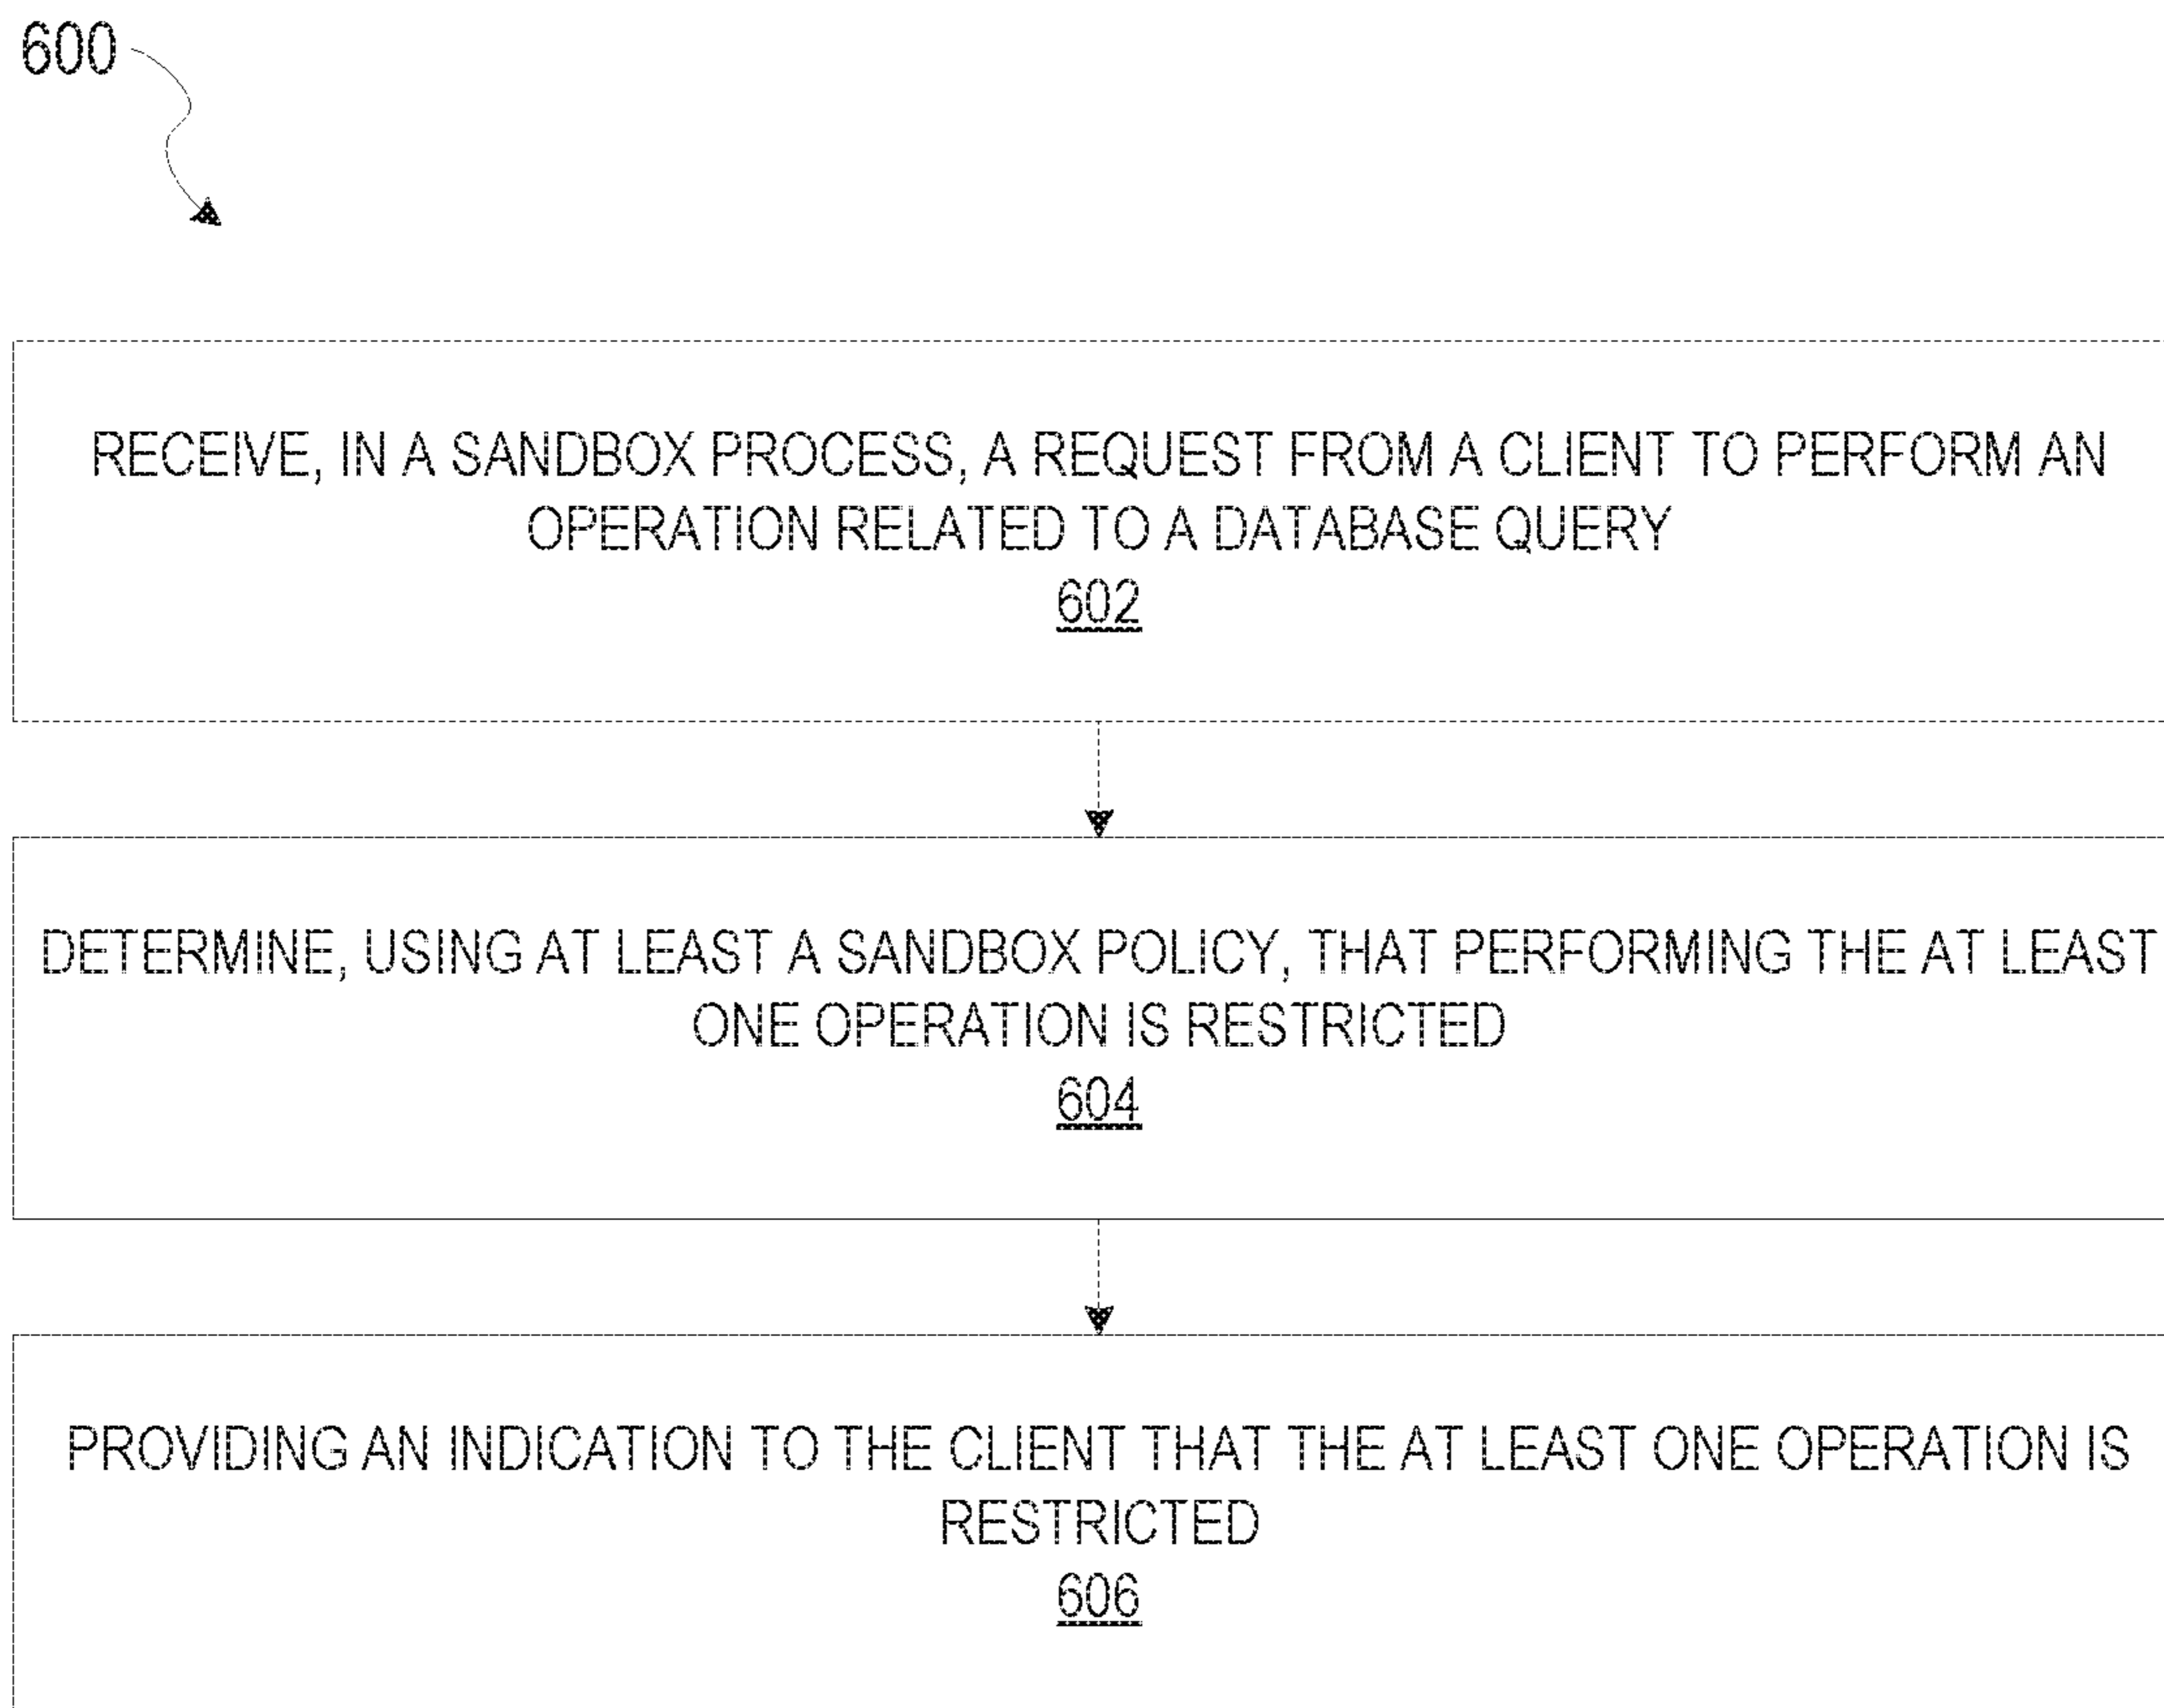 600
RECEIVE, IN A SANDBOX PROCESS, A REQUEST FROM A CLIENT TO PERFORM AN
OPERATION RELATED TO A DATABASE QUERY
602
DETERMINE, USING AT LEAST A SANDBOX POLICY, THAT PERFORMING THE AT LEAST
ONE OPERATION IS RESTRICTED
604
PROVIDING AN INDICATION TO THE CLIENT THAT THE AT LEAST ONE OPERATION IS
RESTRICTED
606